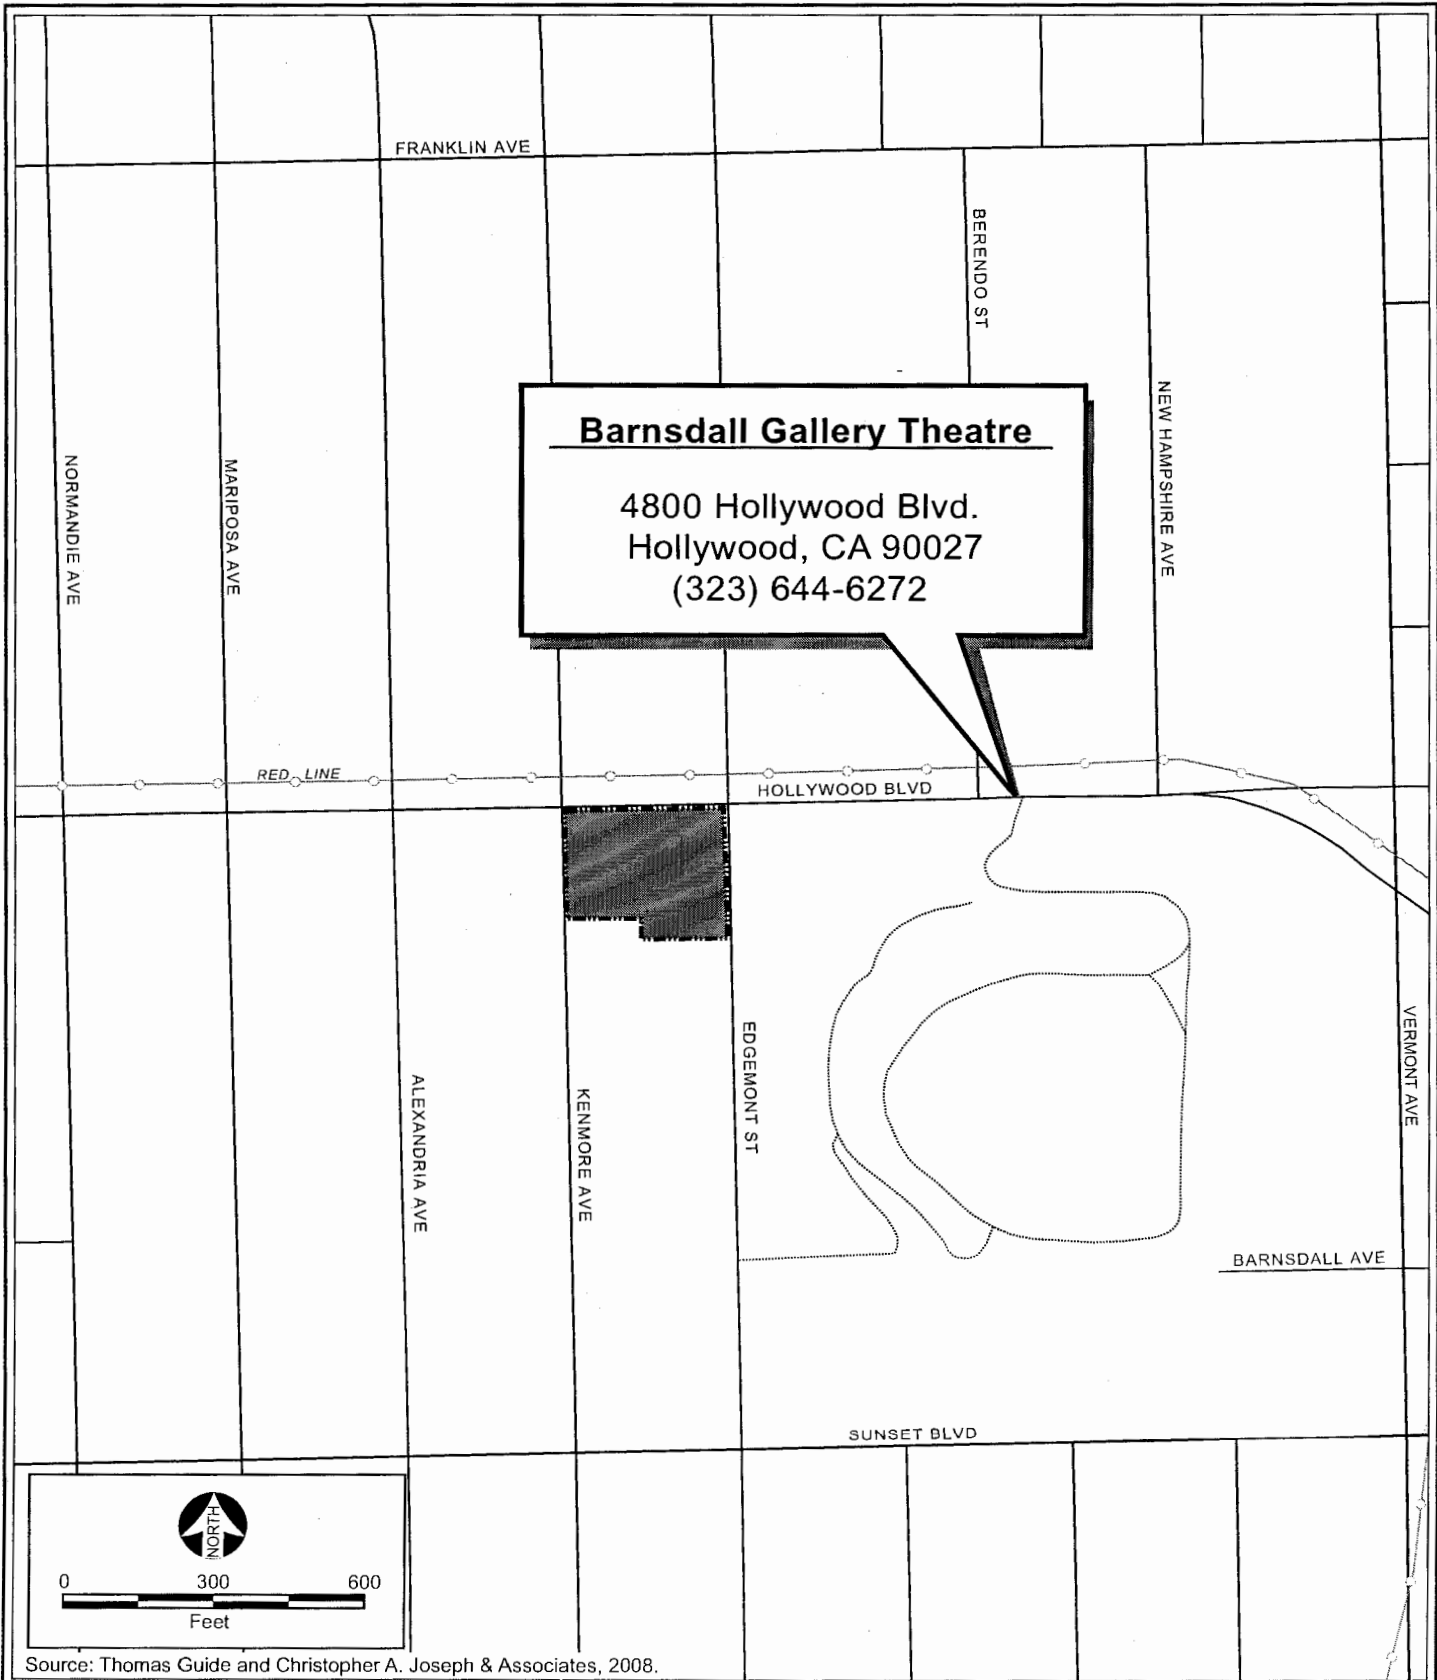 FRANKLIN AVE
BERENDO ST
Barnsdall Gallery Theatre
4800 Hollywood Blvd.
Hollywood, CA 90027
(323) 644-6272
NEW HAMPSHIRE AVE
NORMANDIE AVE
MARIPOSA AVE
RED LINE
HOLLYWOOD BLVD
ALEXANDRIA AVE
KENMORE AVE
EDGEMONT ST
VERMONT AVE
BARNSDALL AVE
SUNSET BLVD
NORTH
0 300 600
Feet
Source: Thomas Guide and Christopher A. Joseph & Associates, 2008.